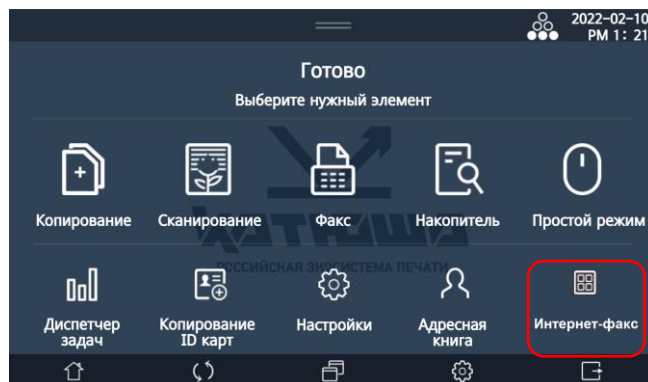 2022-02-10
PM 1: 21
Готово
Выберите нужный элемент
Копирование
Сканирование
Факс
Накопитель
Простой режим
катюша
РОССИЙСКАЯ ЭКОСИСТЕМА ПЕЧАТИ
Диспетчер
задач
Копирование
ID карт
Настройки
Адресная
книга
Интернет-факс